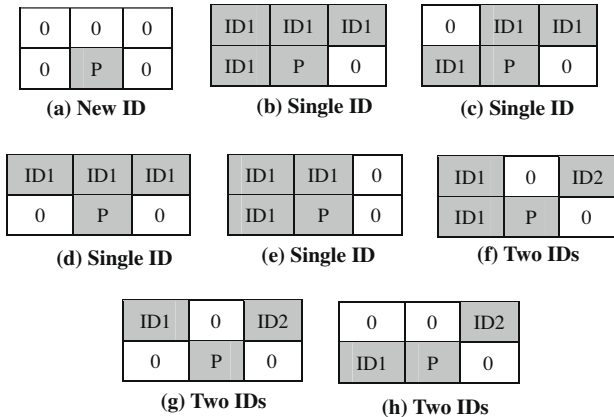 0 0 0
0 P 0
(a) New ID
ID1 ID1 ID1
ID1 P 0
(b) Single ID
0 ID1 ID1
ID1 P 0
(c) Single ID
ID1 ID1 ID1
0 P 0
(d) Single ID
ID1 ID1 0
ID1 P 0
(e) Single ID
ID1 0 ID2
ID1 P 0
(f) Two IDs
ID1 0 ID2
0 P 0
(g) Two IDs
0 0 ID2
ID1 P 0
(h) Two IDs